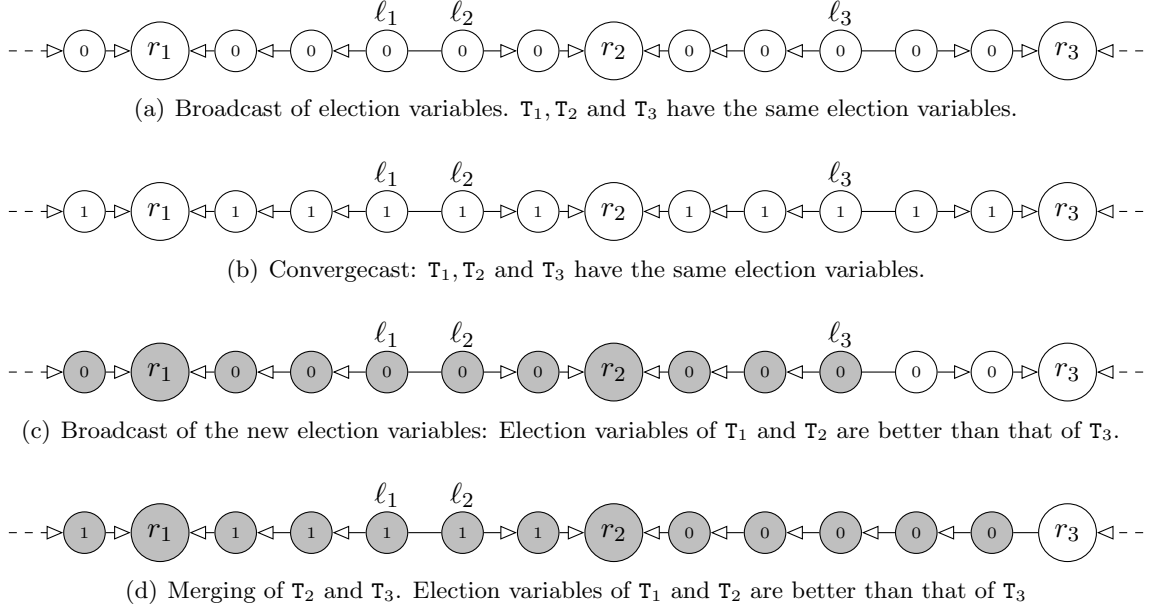 ℓ1 ℓ2 ℓ3
0 r1 0 0 0 0 0 r2 0 0 0 0 0 r3
(a) Broadcast of election variables. T1, T2 and T3 have the same election variables.
ℓ1 ℓ2 ℓ3
1 r1 1 1 1 1 1 r2 1 1 1 1 1 r3
(b) Convergecast: T1, T2 and T3 have the same election variables.
ℓ1 ℓ2 ℓ3
0 r1 0 0 0 0 0 r2 0 0 0 0 0 r3
(c) Broadcast of the new election variables: Election variables of T1 and T2 are better than that of T3.
ℓ1 ℓ2
1 r1 1 1 1 1 1 r2 0 0 0 0 0 r3
(d) Merging of T2 and T3. Election variables of T1 and T2 are better than that of T3